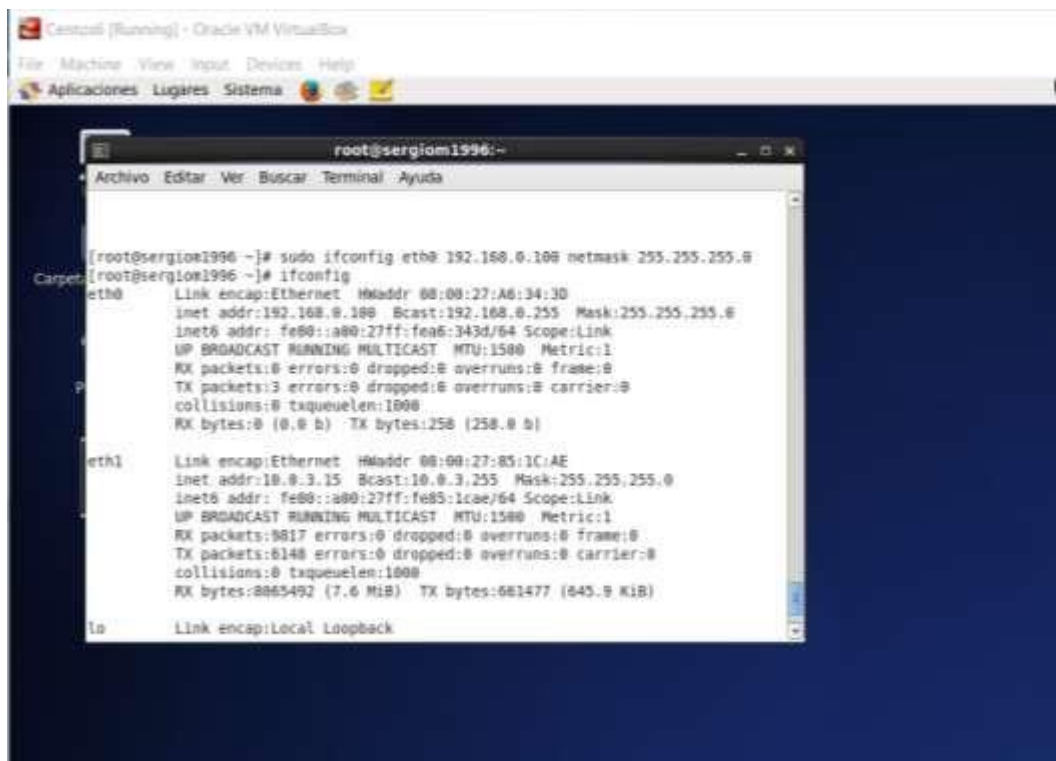 Centos6 [Running] - Oracle VM VirtualBox
File Machine View Input Devices Help
Aplicaciones Lugares Sistema
root@sergiom1996:~
Archivo Editar Ver Buscar Terminal Ayuda
[root@sergiom1996 ~]# sudo ifconfig eth0 192.168.0.100 netmask 255.255.255.0
Carpet
[root@sergiom1996 ~]# ifconfig
eth0 Link encap:Ethernet HWaddr 08:00:27:A6:34:3D
inet addr:192.168.0.100 Bcast:192.168.0.255 Mask:255.255.255.0
inet6 addr: fe80::a00:27ff:fea6:343d/64 Scope:Link
UP BROADCAST RUNNING MULTICAST MTU:1500 Metric:1
RX packets:0 errors:0 dropped:0 overruns:0 frame:0
P
TX packets:3 errors:0 dropped:0 overruns:0 carrier:0
collisions:0 txqueuelen:1000
RX bytes:0 (0.0 b) TX bytes:258 (258.0 b)
eth1 Link encap:Ethernet HWaddr 08:00:27:85:1C:AE
inet addr:10.0.3.15 Bcast:10.0.3.255 Mask:255.255.255.0
inet6 addr: fe80::a00:27ff:fe85:1cae/64 Scope:Link
UP BROADCAST RUNNING MULTICAST MTU:1500 Metric:1
RX packets:9817 errors:0 dropped:0 overruns:0 frame:0
TX packets:6148 errors:0 dropped:0 overruns:0 carrier:0
collisions:0 txqueuelen:1000
RX bytes:8065492 (7.6 MiB) TX bytes:661477 (645.9 KiB)
lo Link encap:Local Loopback